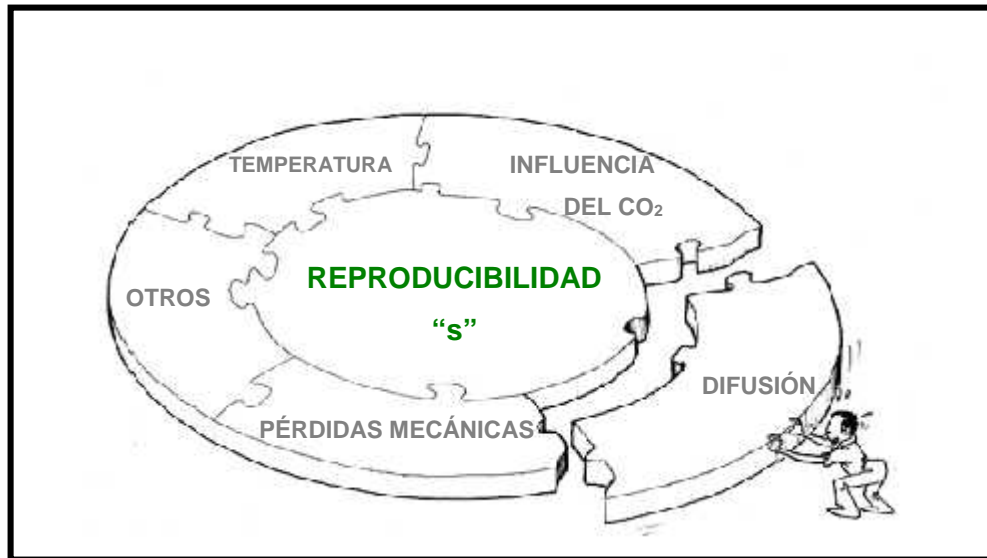 TEMPERATURA
INFLUENCIA
DEL CO₂
REPRODUCIBILIDAD
“s”
OTROS
DIFUSIÓN
PÉRDIDAS MECÁNICAS